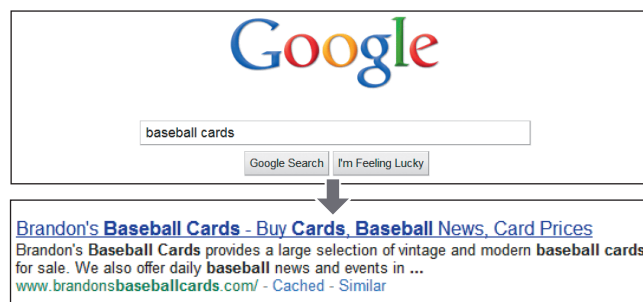 Google
baseball cards
Google Search I'm Feeling Lucky
Brandon's Baseball Cards - Buy Cards, Baseball News, Card Prices
Brandon's Baseball Cards provides a large selection of vintage and modern baseball cards
for sale. We also offer daily baseball news and events in ...
www.brandonsbaseballcards.com/ - Cached - Similar